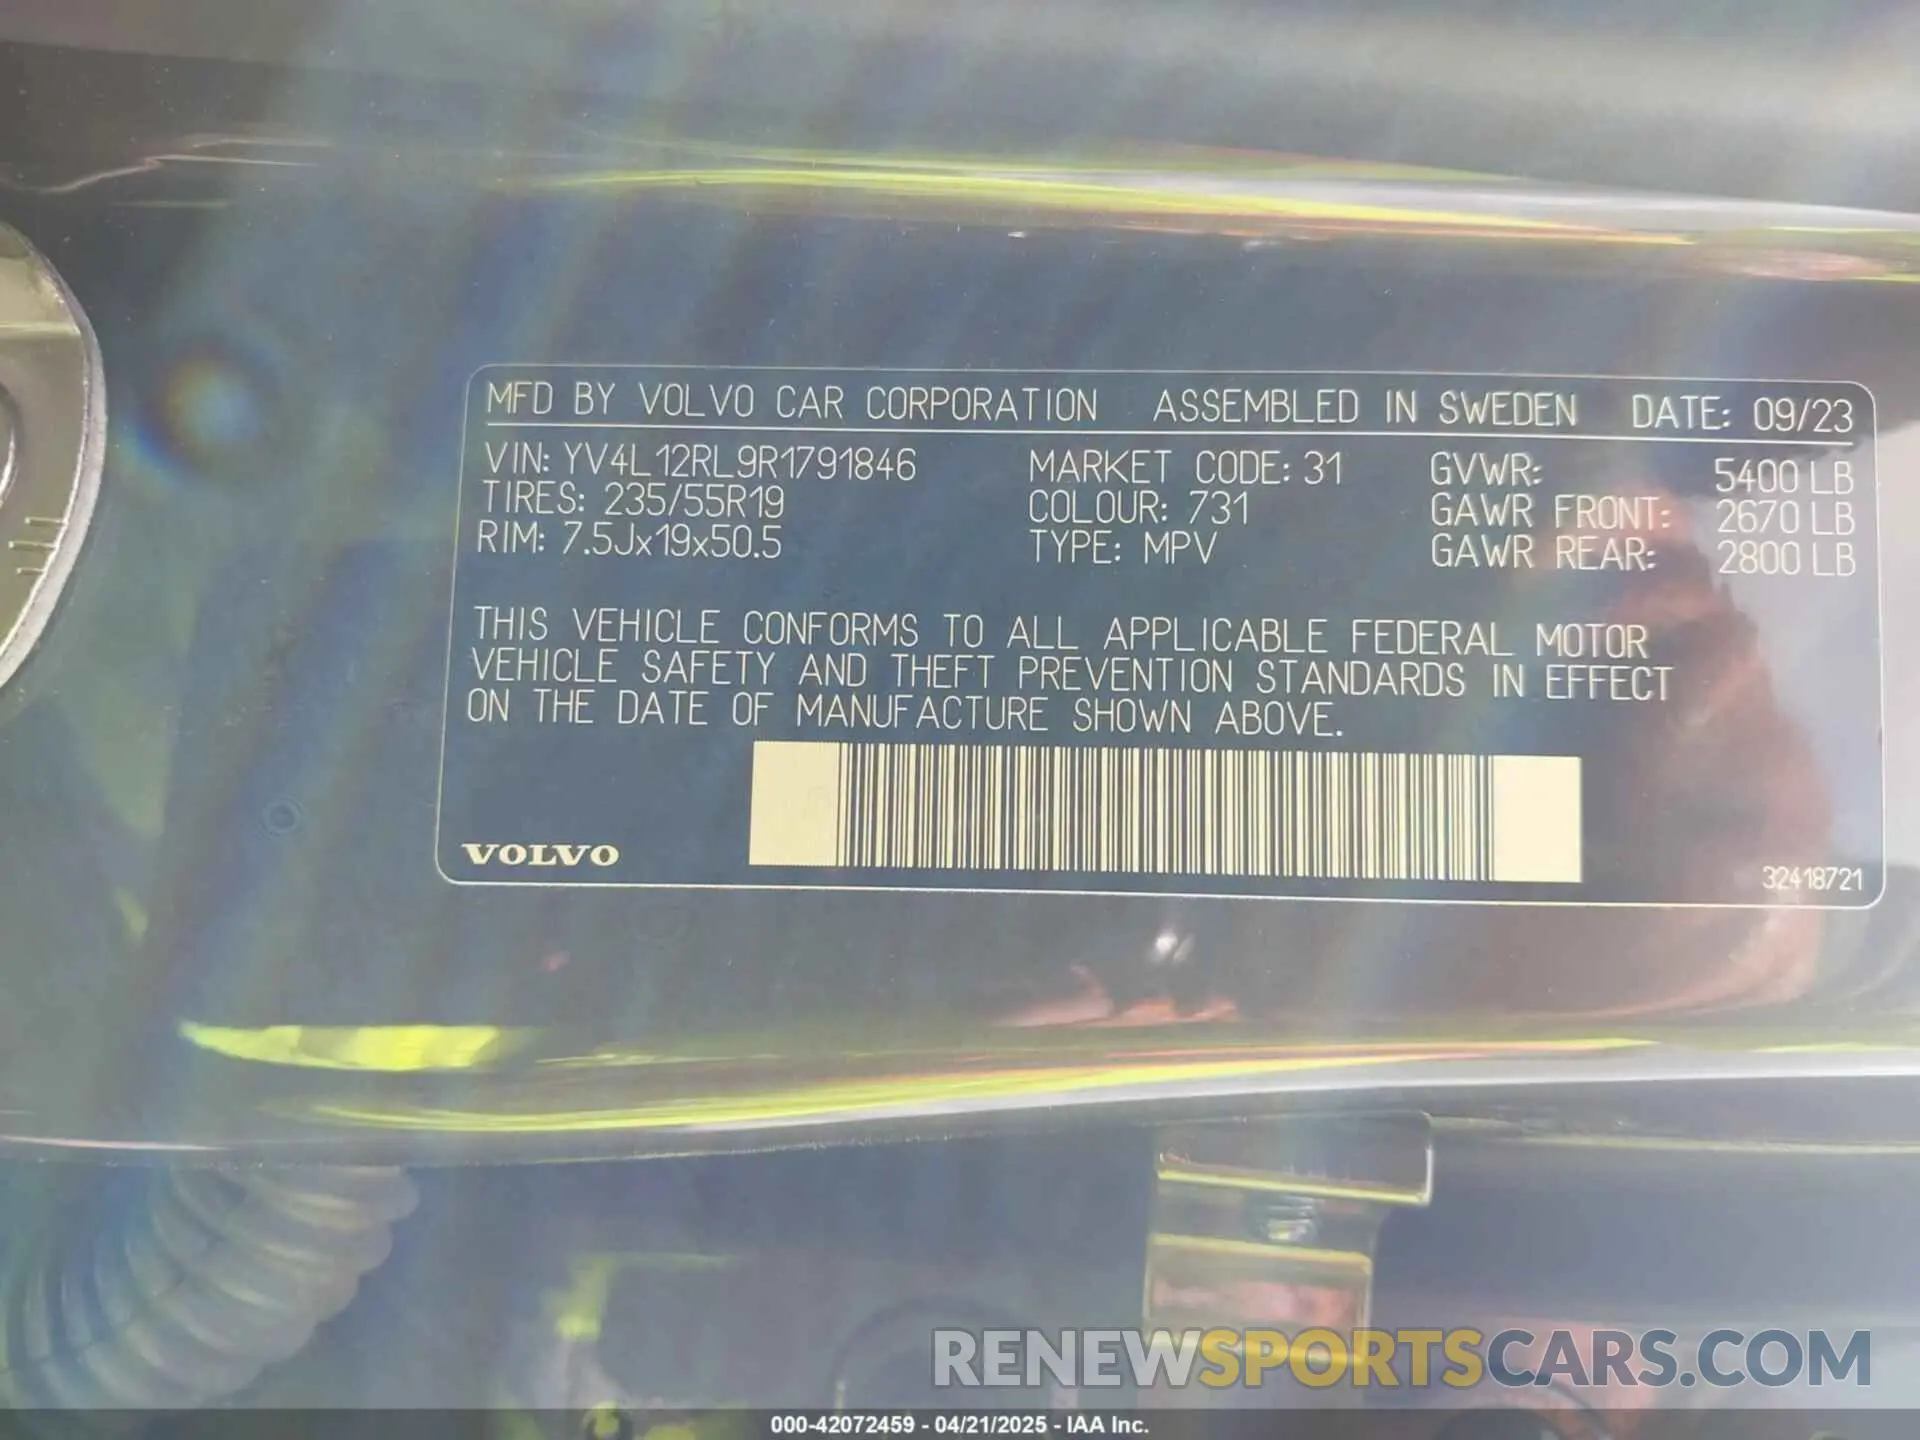 MFD BY VOLVO CAR CORPORATION ASSEMBLED IN SWEDEN DATE: 09/23
VIN: YV4L12RL9R1791846 MARKET CODE: 31 GVWR: 5400 LB
TIRES: 235/55R19 COLOUR: 731 GAWR FRONT: 2670 LB
RIM: 7.5Jx19x50.5 TYPE: MPV GAWR REAR: 2800 LB
THIS VEHICLE CONFORMS TO ALL APPLICABLE FEDERAL MOTOR
VEHICLE SAFETY AND THEFT PREVENTION STANDARDS IN EFFECT
ON THE DATE OF MANUFACTURE SHOWN ABOVE.
VOLVO
32418721
RENEWSPORTSCARS.COM
000-42072459 - 04/21/2025 - IAA Inc.